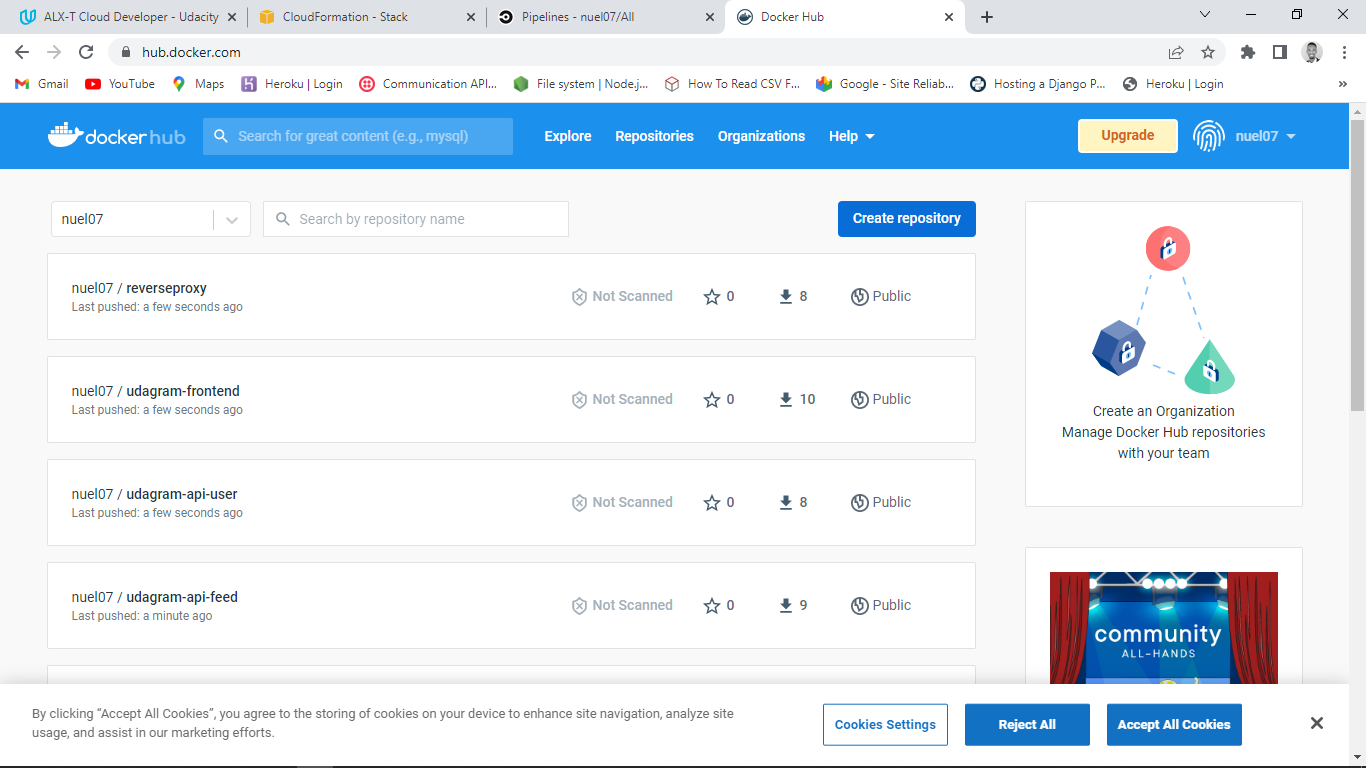 ALX-T Cloud Developer - Udacity
CloudFormation - Stack
Pipelines - nuel07/All
Docker Hub
hub.docker.com
Gmail
YouTube
Maps
Heroku | Login
Communication API...
File system | Node.j...
How To Read CSV F...
Google - Site Reliab...
Hosting a Django P...
Heroku | Login
»
docker hub
Search for great content (e.g., mysql)
Explore
Repositories
Organizations
Help
Upgrade
nuel07
nuel07
Search by repository name
Create repository
nuel07 / reverseproxy
Last pushed: a few seconds ago
Not Scanned
0
8
Public
nuel07 / udagram-frontend
Last pushed: a few seconds ago
Not Scanned
0
10
Public
nuel07 / udagram-api-user
Last pushed: a few seconds ago
Not Scanned
0
8
Public
nuel07 / udagram-api-feed
Last pushed: a minute ago
Not Scanned
0
9
Public
Create an Organization
Manage Docker Hub repositories
with your team
community
ALL-HANDS
By clicking “Accept All Cookies”, you agree to the storing of cookies on your device to enhance site navigation, analyze site
usage, and assist in our marketing efforts.
Cookies Settings
Reject All
Accept All Cookies